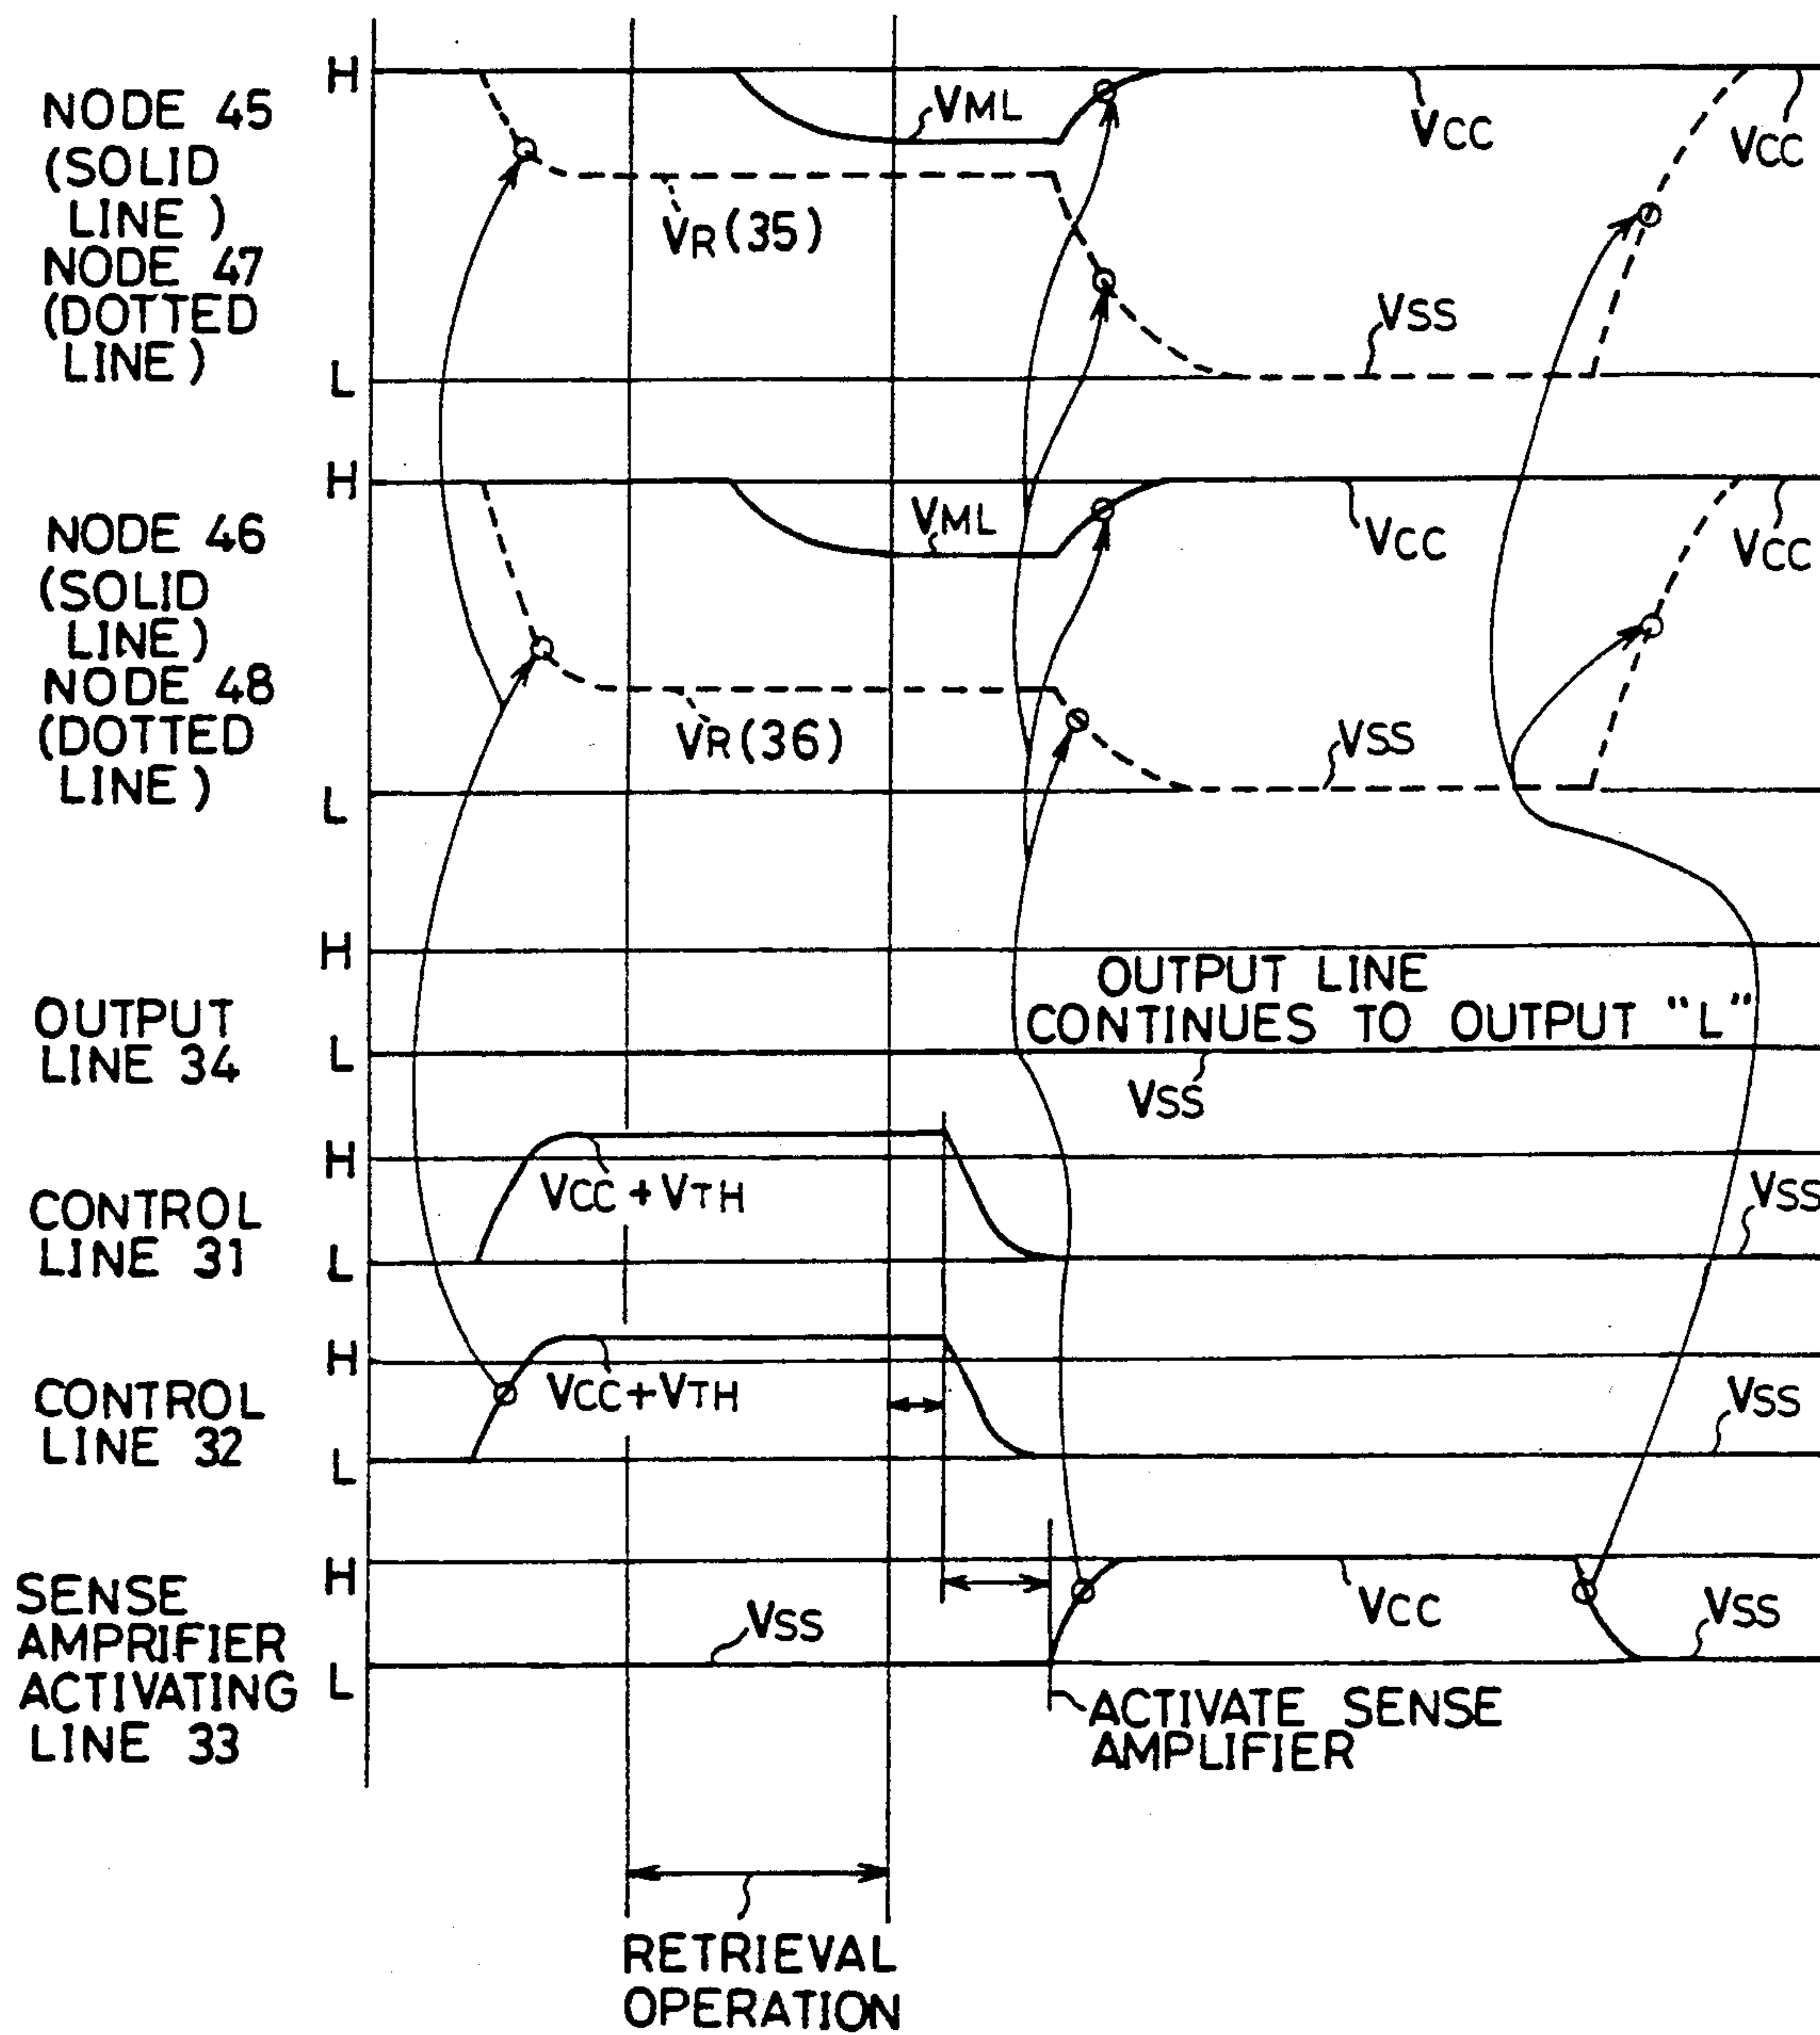 H
NODE 45
(SOLID
LINE )
NODE 47
(DOTTED
LINE )
L
VML
VR(35)
VCC
VCC
VSS
H
NODE 46
(SOLID
LINE)
NODE 48
(DOTTED
LINE )
L
VML
VR(36)
VCC
VCC
VSS
H
OUTPUT
LINE 34
L
OUTPUT LINE
CONTINUES TO OUTPUT "L"
VSS
H
CONTROL
LINE 31
L
VCC + VTH
VSS
H
CONTROL
LINE 32
L
VCC+VTH
VSS
H
SENSE
AMPRIFIER
ACTIVATING
LINE 33
L
VSS
VCC
VSS
ACTIVATE SENSE
AMPLIFIER
RETRIEVAL
OPERATION